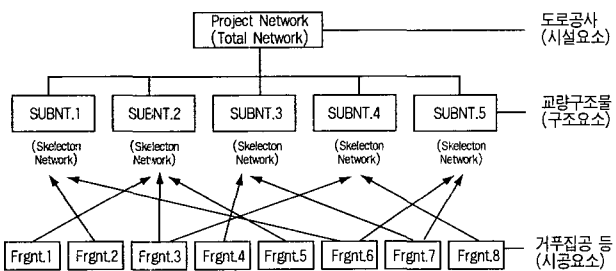 Project Network
(Total Network)
도로공사
(시설요소)
SUBNT.1
SUBNT.2
SUBNT.3
SUBNT.4
SUBNT.5
교량구조물
(구조요소)
(Skelecton
Network)
(Skelecton
Network)
(Skelecton
Network)
(Skelecton
Network)
(Skelecton
Network)
Frgnt.1
Frgnt.2
Frgnt.3
Frgnt.4
Frgnt.5
Frgnt.6
Frgnt.7
Frgnt.8
거푸집공 등
(시공요소)